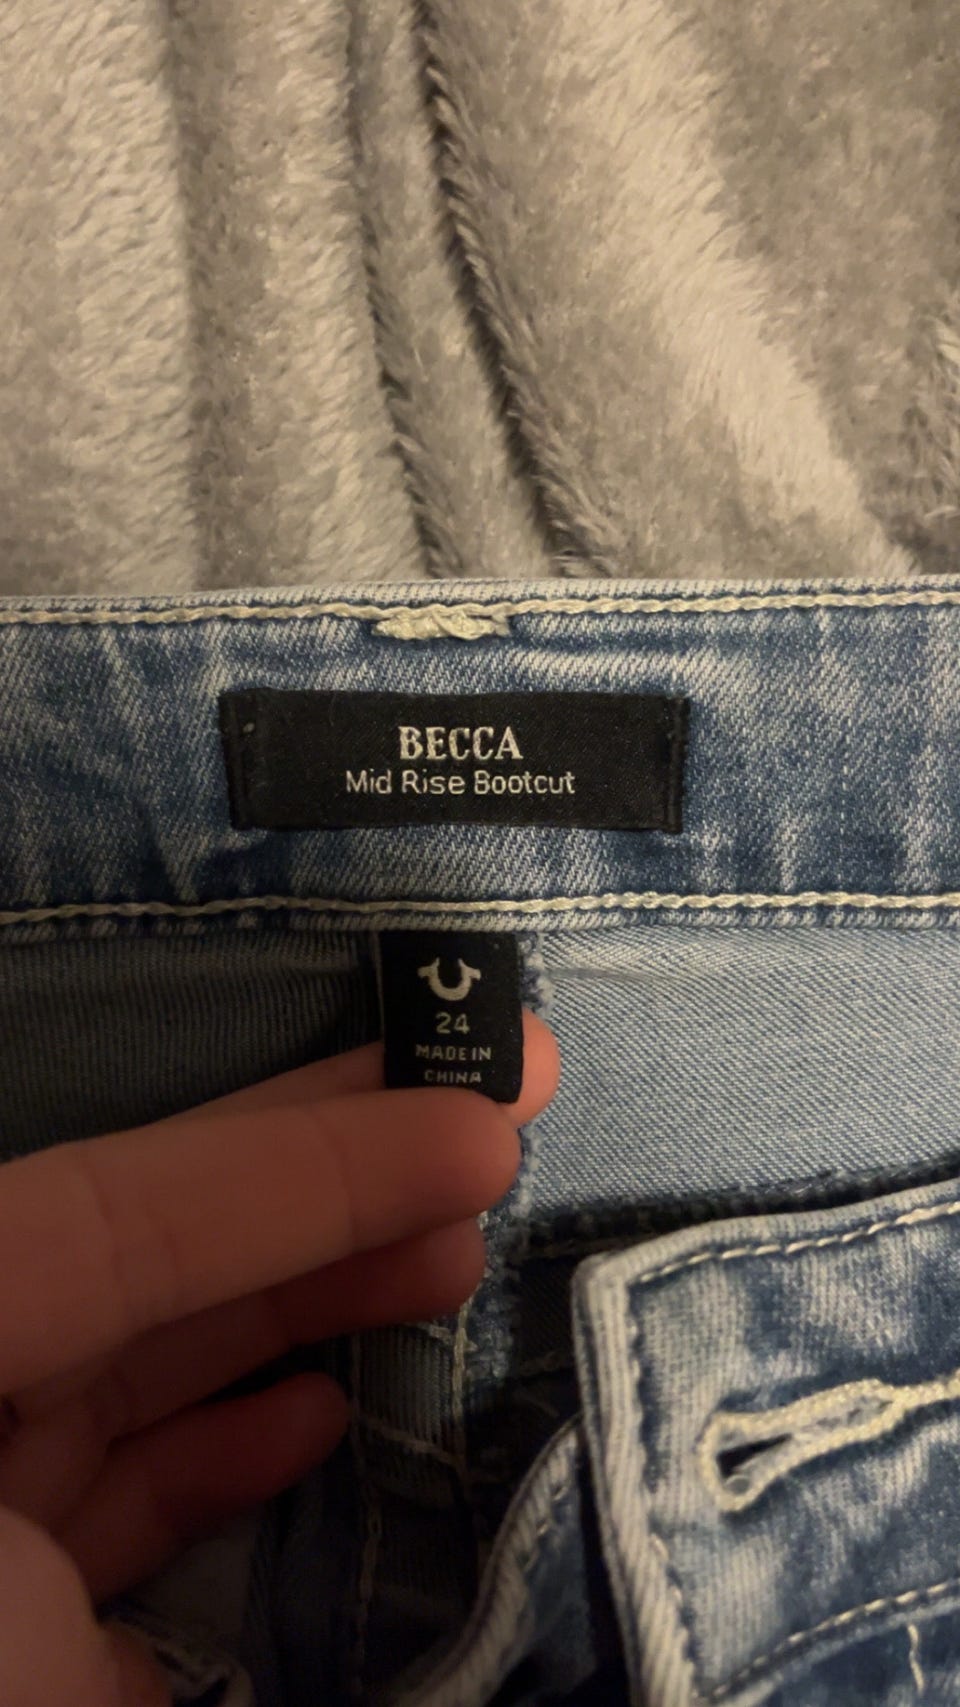 BECCA
Mid Rise Bootcut
24
MADE IN
CHINA